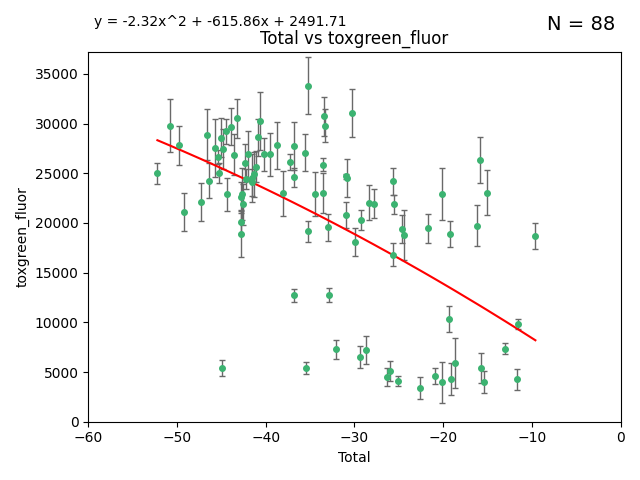 y = -2.32x^2 + -615.86x + 2491.71
N = 88
Total vs toxgreen_fluor
35000
30000
25000
20000
15000
10000
5000
0
toxgreen_fluor
−60 −50 −40 −30 −20 −10 0
Total